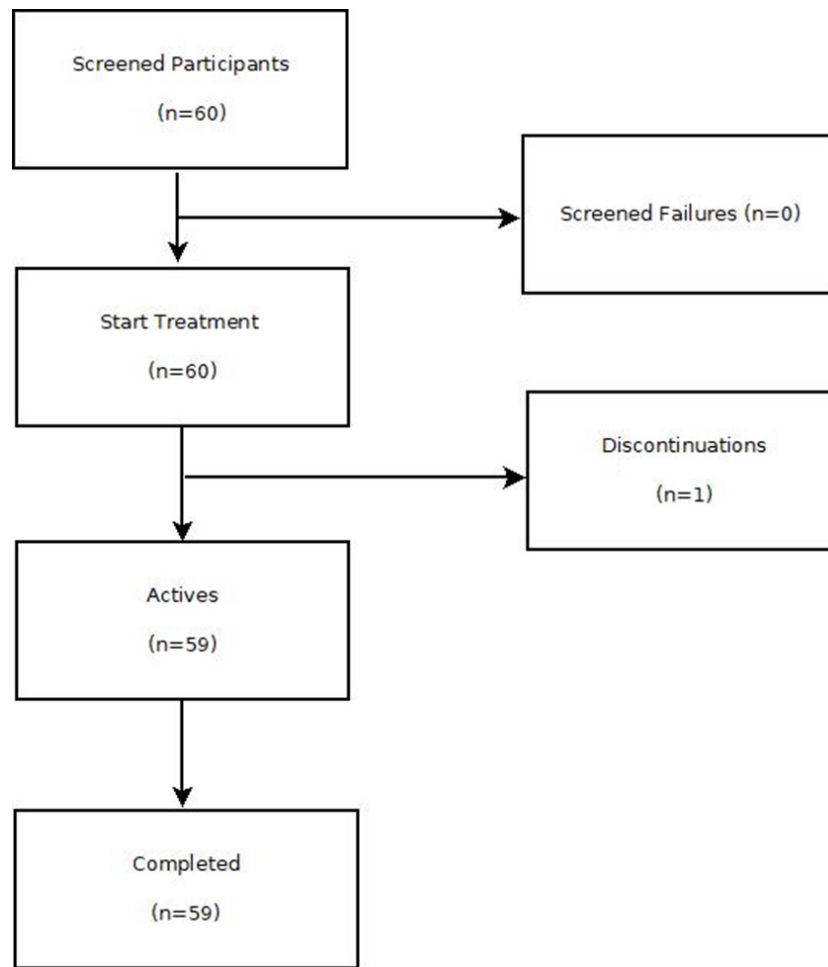 Screened Participants
(n=60)
Screened Failures (n=0)
Start Treatment
(n=60)
Discontinuations
(n=1)
Actives
(n=59)
Completed
(n=59)